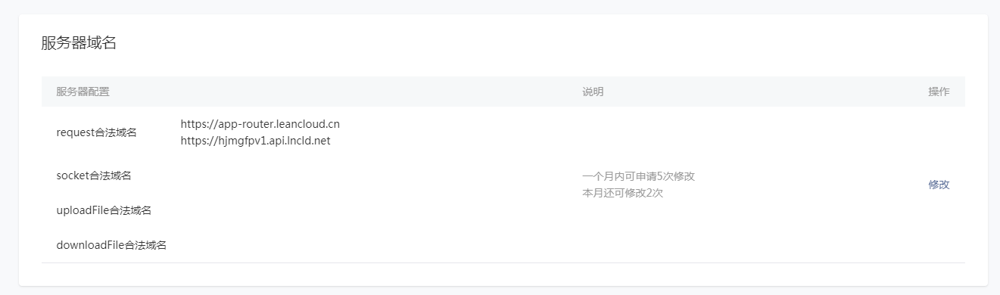 服务器域名
服务器配置 说明 操作
request合法域名 https://app-router.leancloud.cn
https://hjmgfpv1.api.lncld.net
socket合法域名
一个月内可申请5次修改
本月还可修改2次
修改
uploadFile合法域名
downloadFile合法域名